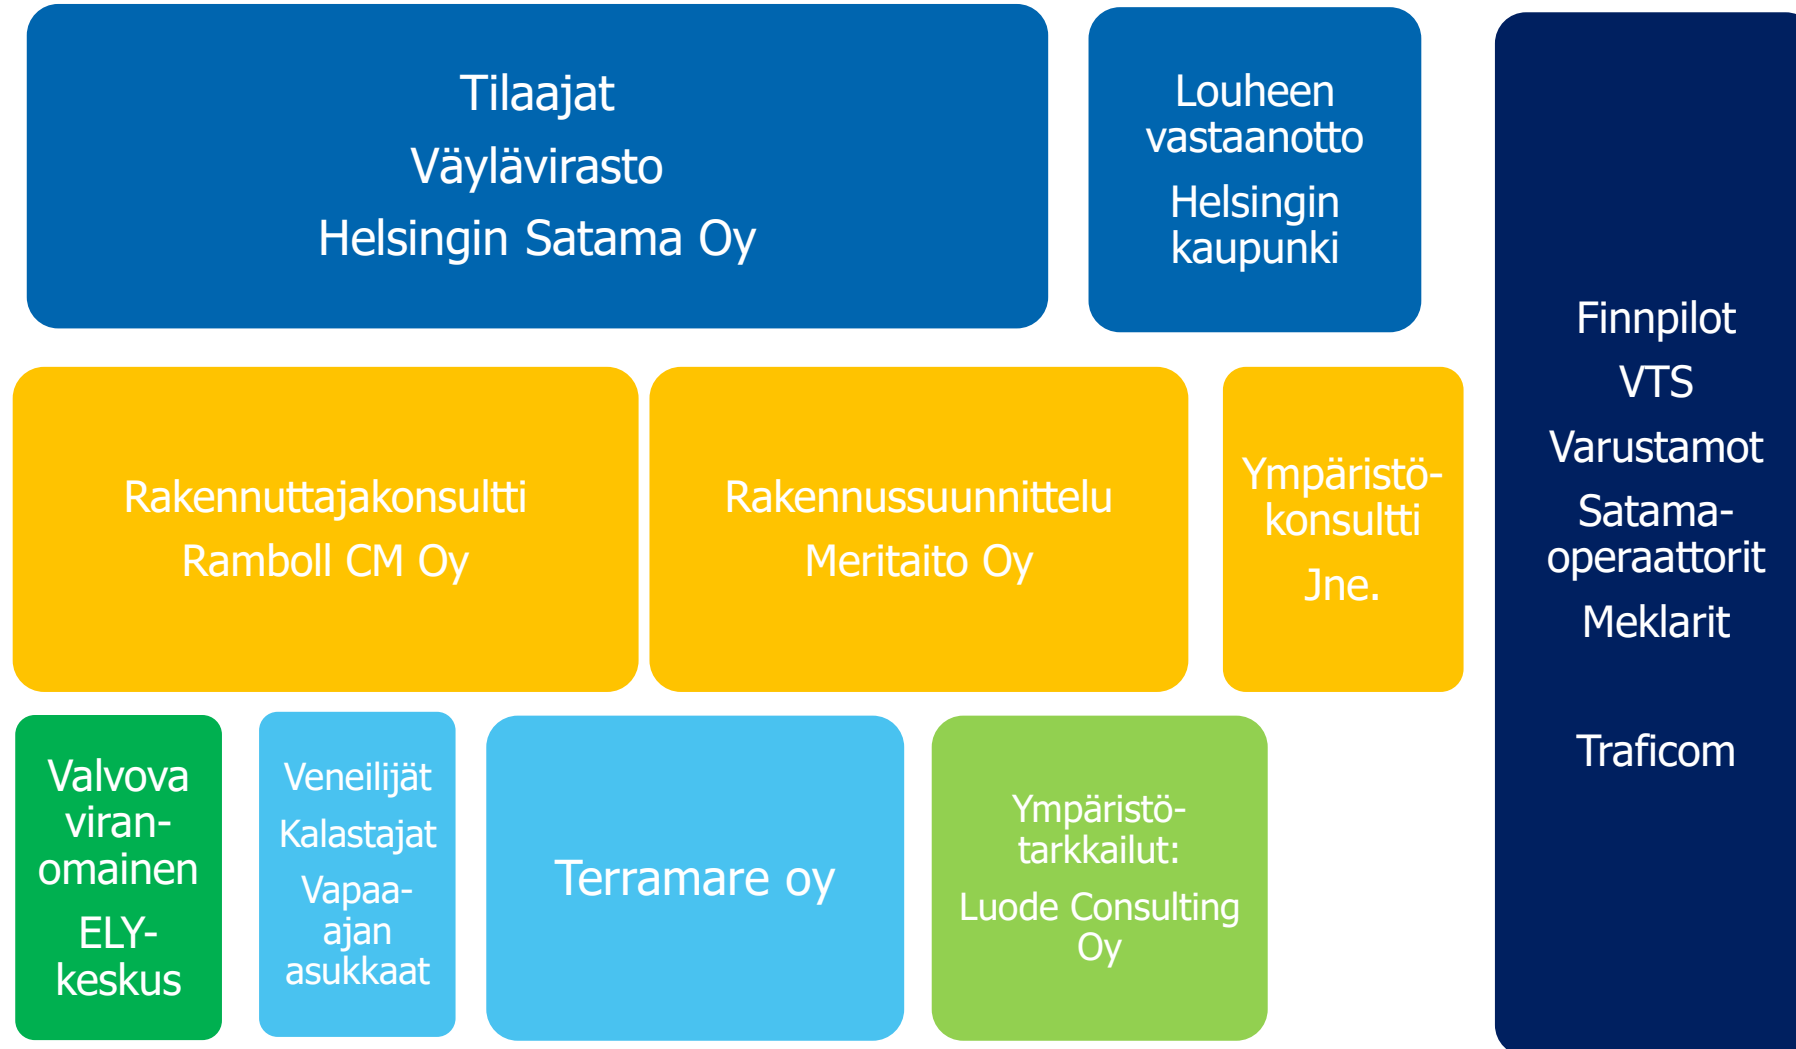 Tilaajat
Väylävirasto
Helsingin Satama Oy
Louheen
vastaanotto
Helsingin
kaupunki
Rakennuttajakonsultti
Ramboll CM Oy
Rakennussuunnittelu
Meritaito Oy
Ympäristö-
konsultti
Jne.
Valvova
viran-
omainen
ELY-
keskus
Veneilijät
Kalastajat
Vapaa-
ajan
asukkaat
Terramare oy
Ympäristö-
tarkkailut:
Luode Consulting
Oy
Finnpilot
VTS
Varustamot
Satama-
operaattorit
Meklarit
Traficom